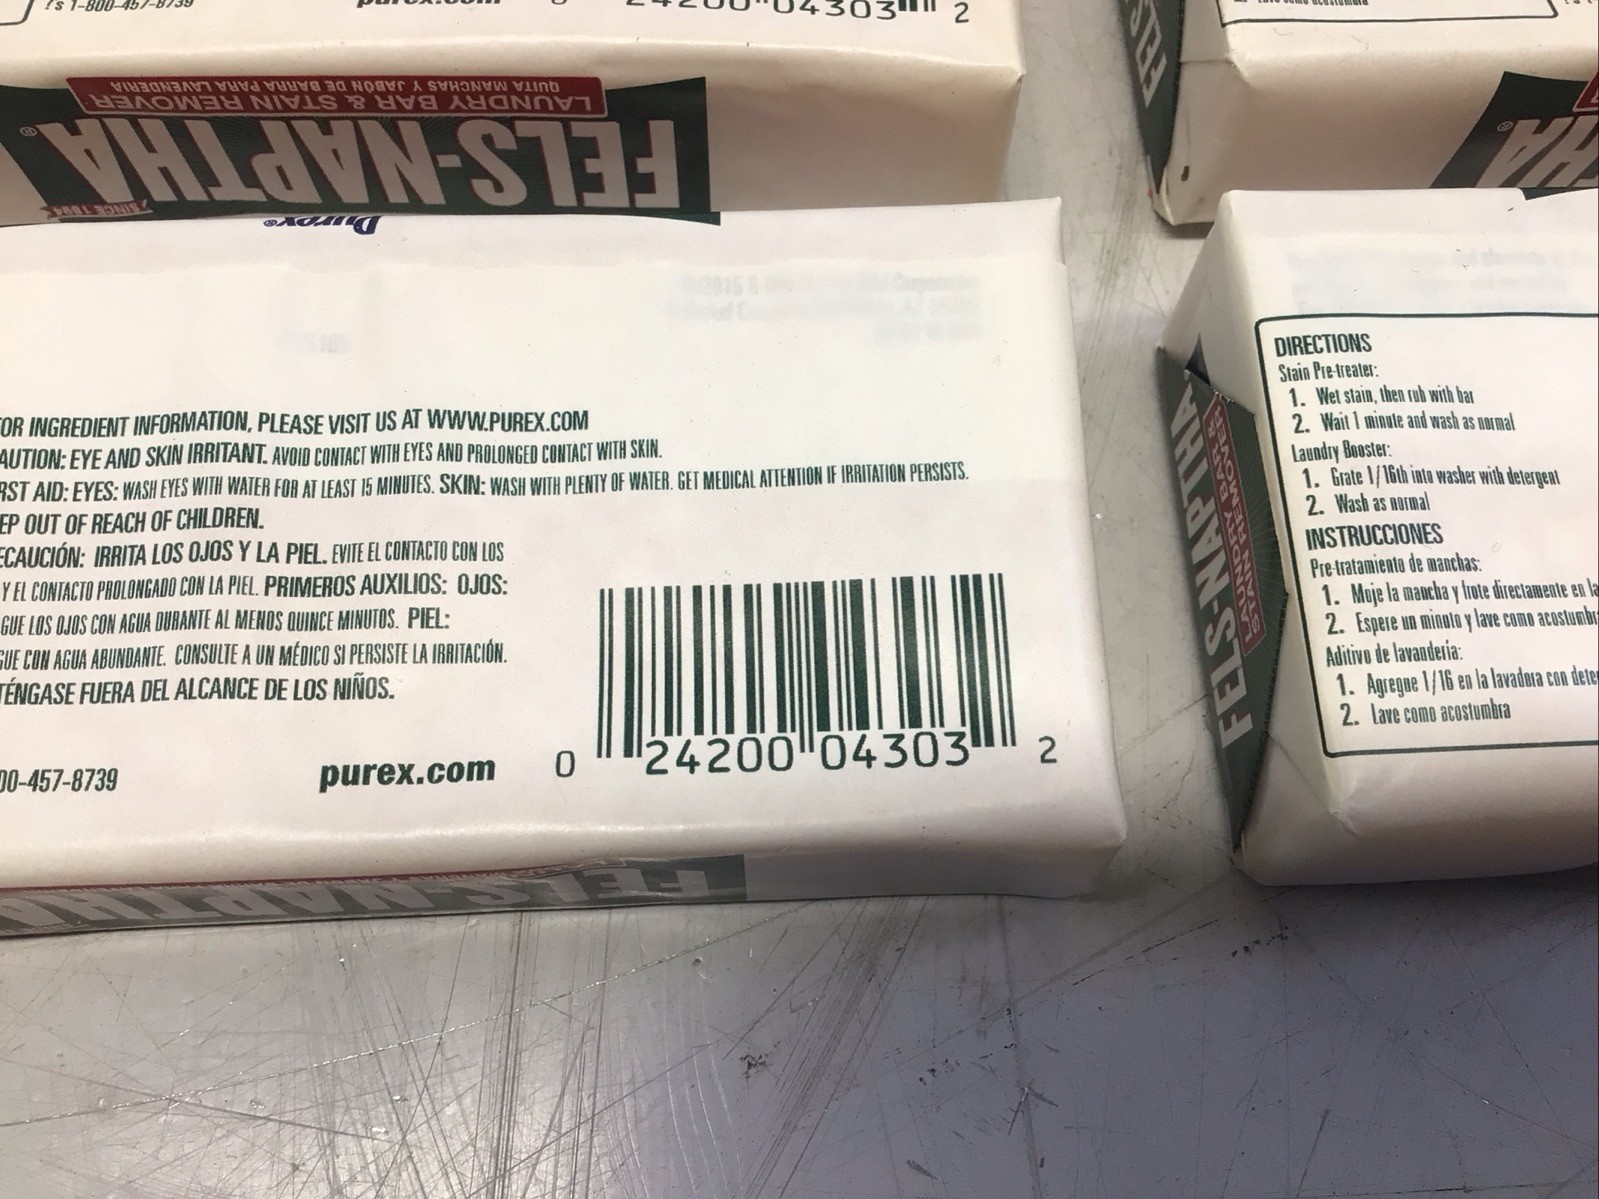 's 1-800-457-8739
purex.com
24200 04303 2
QUITA MANCHAS Y JABÓN DE BARRA PARA LAVANDERIA
LAUNDRY BAR & STAIN REMOVER
FELS-NAPTHA®
SINCE 1894
Purex®
OR INGREDIENT INFORMATION, PLEASE VISIT US AT WWW.PUREX.COM
AUTION: EYE AND SKIN IRRITANT. AVOID CONTACT WITH EYES AND PROLONGED CONTACT WITH SKIN.
RST AID: EYES: WASH EYES WITH WATER FOR AT LEAST 15 MINUTES. SKIN: WASH WITH PLENTY OF WATER. GET MEDICAL ATTENTION IF IRRITATION PERSISTS.
EP OUT OF REACH OF CHILDREN.
ECAUCIÓN: IRRITA LOS OJOS Y LA PIEL. EVITE EL CONTACTO CON LOS
Y EL CONTACTO PROLONGADO CON LA PIEL. PRIMEROS AUXILIOS: OJOS:
GUE LOS OJOS CON AGUA DURANTE AL MENOS QUINCE MINUTOS. PIEL:
GUE CON AGUA ABUNDANTE. CONSULTE A UN MÉDICO SI PERSISTE LA IRRITACIÓN.
TÉNGASE FUERA DEL ALCANCE DE LOS NIÑOS.
00-457-8739
purex.com
0 24200 04303 2
FELS-NAPTHA
FELS
HA®
FELS-NAPTHA
LAUNDRY BAR &
STAIN REMOVER
DIRECTIONS
Stain Pre-treater:
1. Wet stain, then rub with bar
2. Wait 1 minute and wash as normal
Laundry Booster:
1. Grate 1/16th into washer with detergent
2. Wash as normal
INSTRUCCIONES
Pre-tratamiento de manchas:
1. Moje la mancha y frote directamente en la
2. Espere un minuto y lave como acostumb
Aditivo de lavandería:
1. Agregue 1/16 en la lavadora con dete
2. Lave como acostumbra